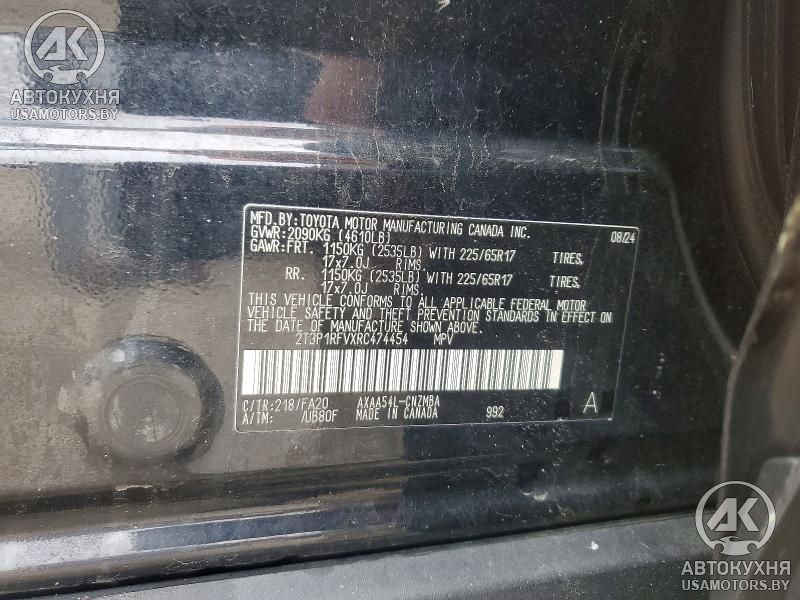 АК
АВТОКУХНЯ
USAMOTORS.BY
MFD.BY:TOYOTA MOTOR MANUFACTURING CANADA INC.
GVWR:2090KG (4610LB) 08/24
GAWR:FRT. 1150KG (2535LB) WITH 225/65R17 TIRES,
17x7.0J RIMS
RR. 1150KG (2535LB) WITH 225/65R17 TIRES,
17x7.0J RIMS
THIS VEHICLE CONFORMS TO ALL APPLICABLE FEDERAL MOTOR
VEHICLE SAFETY AND THEFT PREVENTION STANDARDS IN EFFECT
ON THE DATE OF MANUFACTURE SHOWN ABOVE.
2T3P1RFVXRC474454 MPV
C/TR:218/FA20 AXAA54L-CNZMBA
A/TM: /UB80F MADE IN CANADA 992 A
АК
АВТОКУХНЯ
USAMOTORS.BY